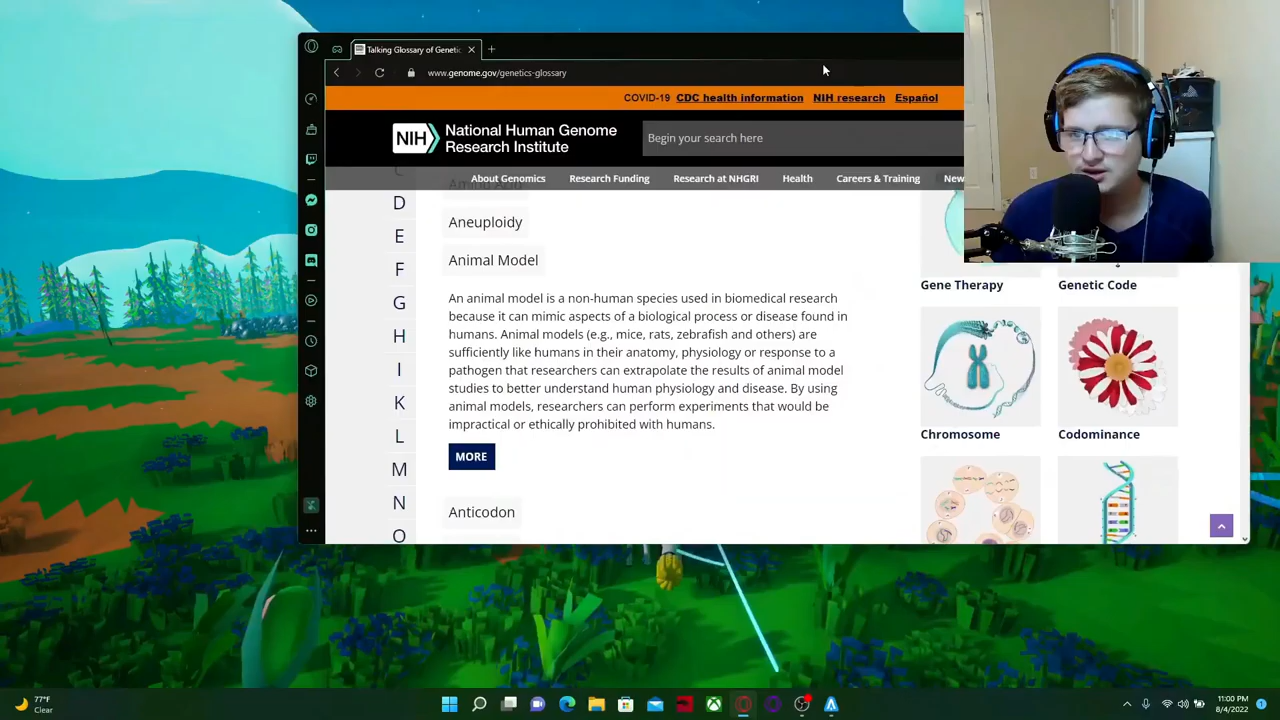 Talking Glossary of Genetic
www.genome.gov/genetics-glossary
COVID-19 CDC health information NIH research Español
NIH National Human Genome
Research Institute
Begin your search here
About Genomics Research Funding Research at NHGRI Health Careers & Training New
C
Amino Acid
D
Aneuploidy
E
Animal Model
F
An animal model is a non-human species used in biomedical research
because it can mimic aspects of a biological process or disease found in
humans. Animal models (e.g., mice, rats, zebrafish and others) are
sufficiently like humans in their anatomy, physiology or response to a
pathogen that researchers can extrapolate the results of animal model
studies to better understand human physiology and disease. By using
animal models, researchers can perform experiments that would be
impractical or ethically prohibited with humans.
G
H
I
K
L
M
N
O
MORE
Anticodon
Gene Therapy
Genetic Code
Chromosome
Codominance
77°F
Clear
11:00 PM
8/4/2022